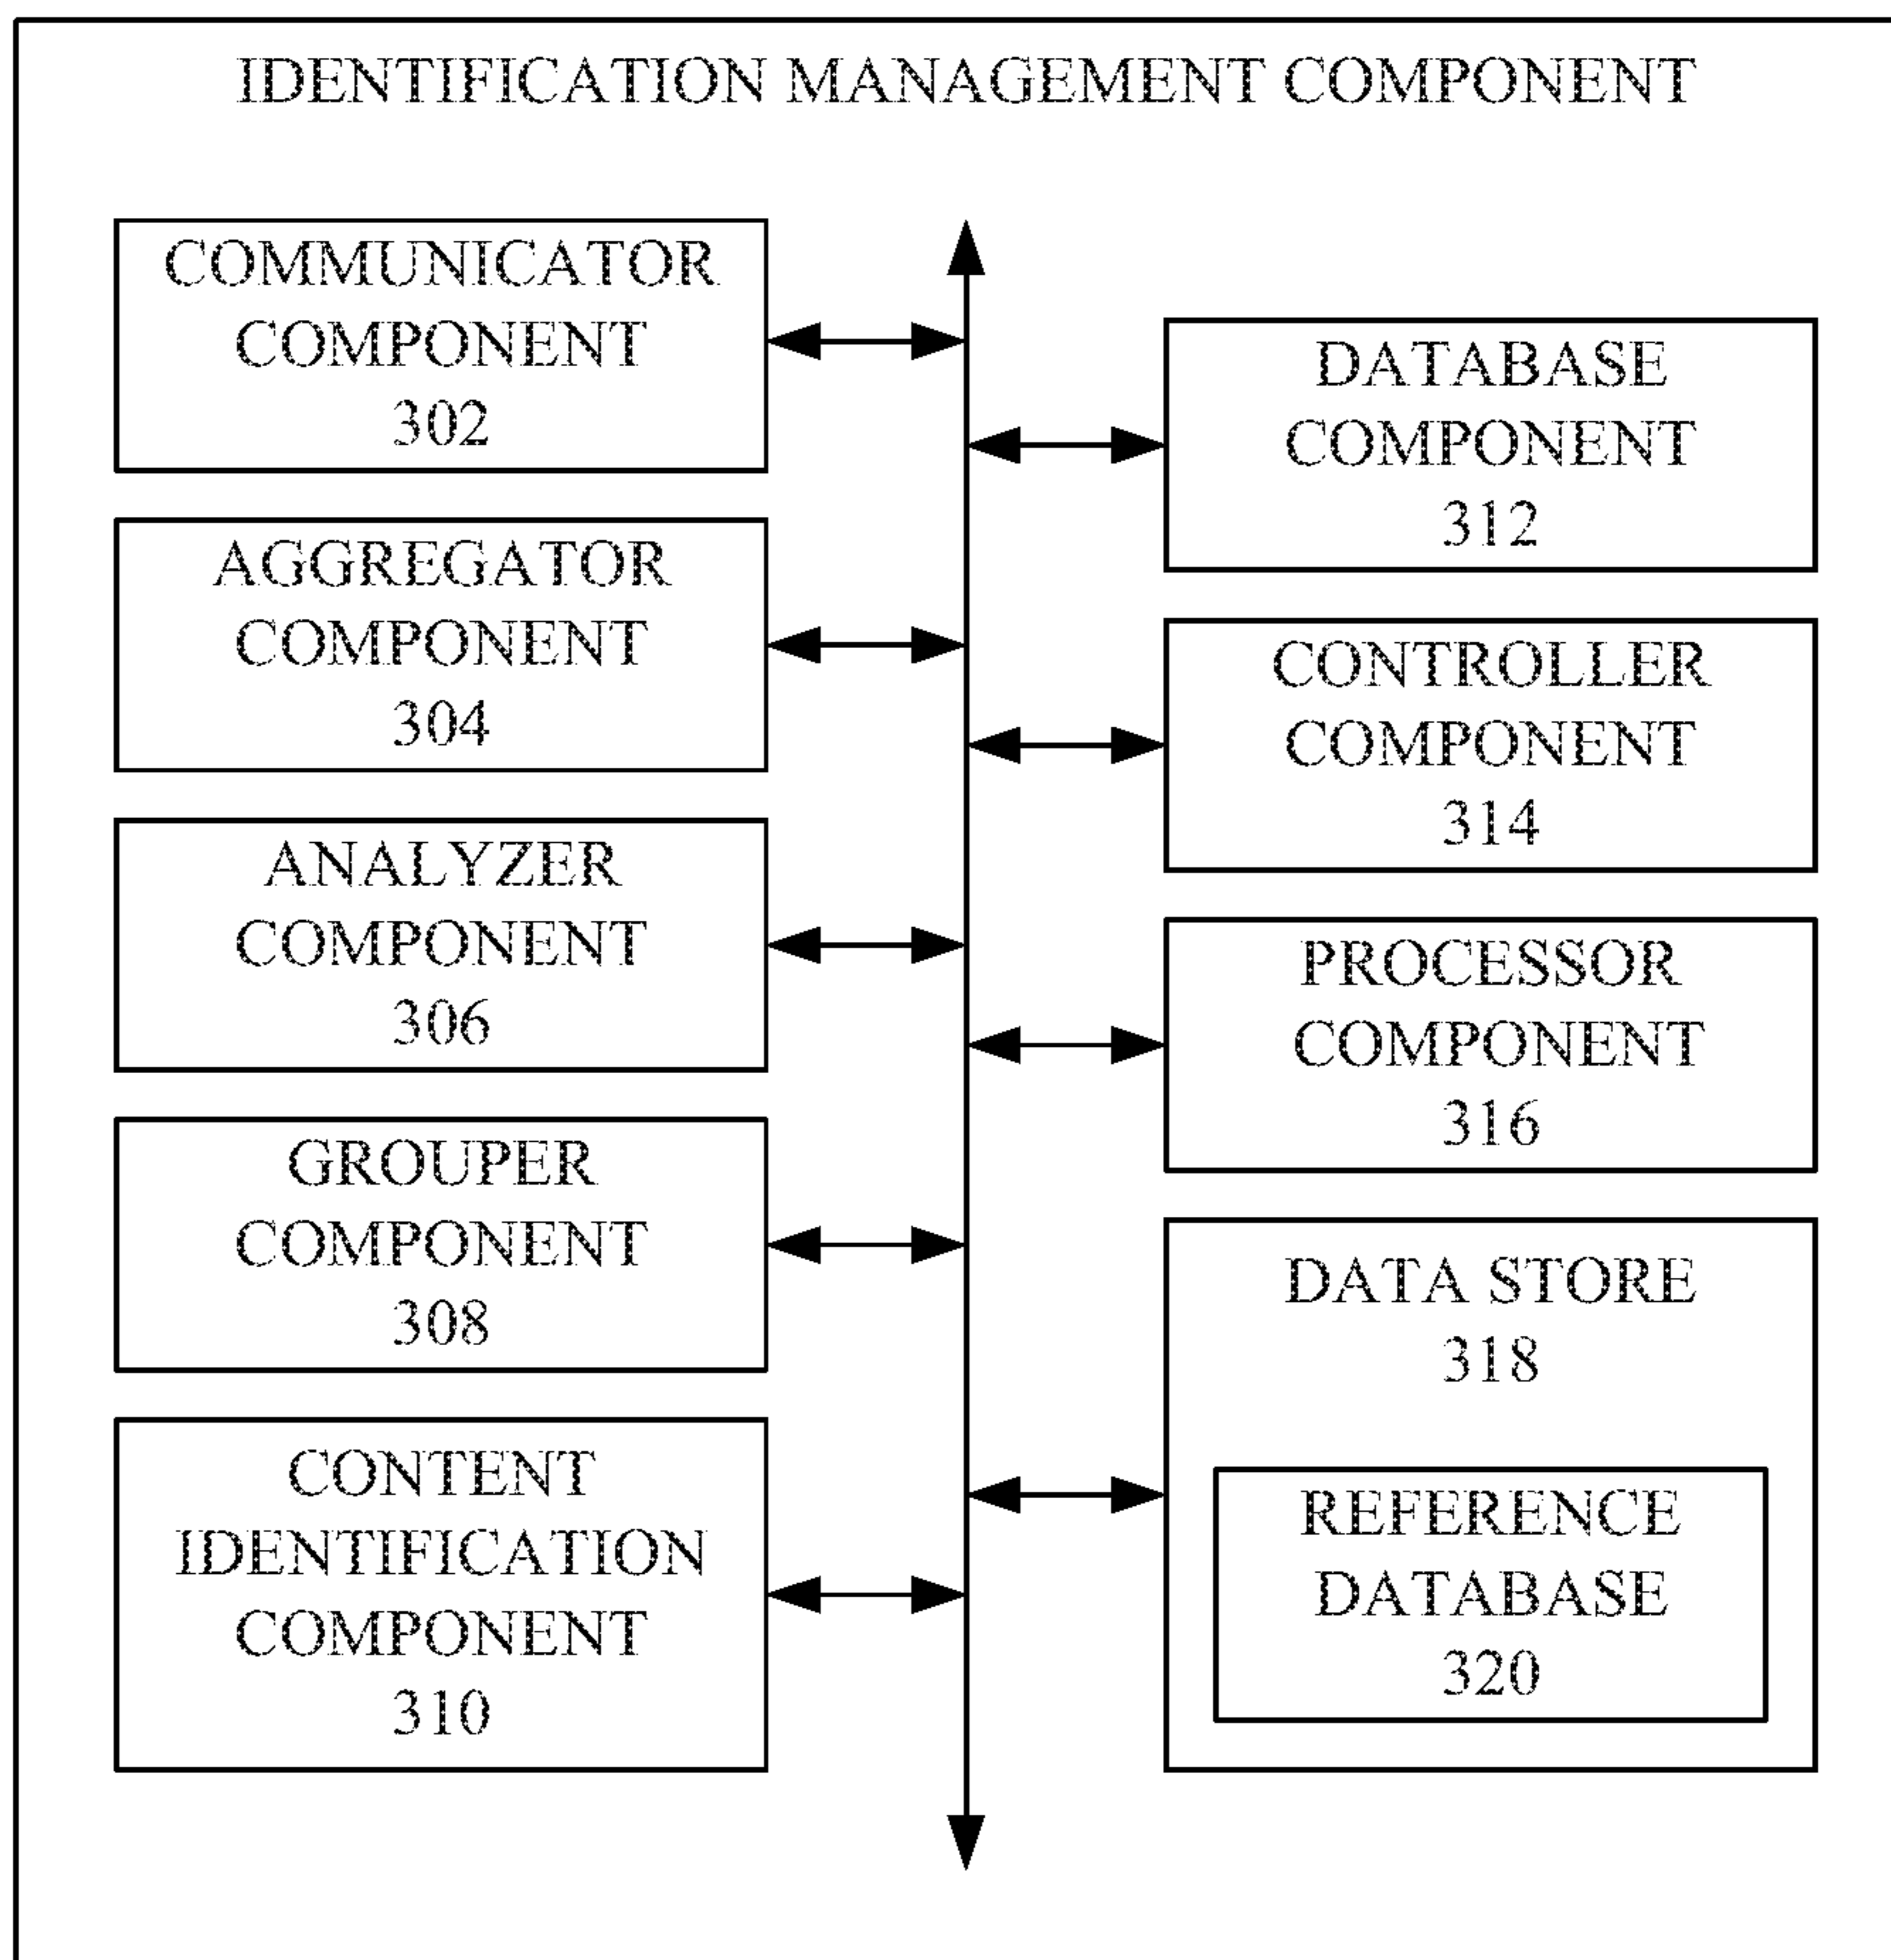 IDENTIFICATION MANAGEMENT COMPONENT
COMMUNICATOR
COMPONENT
302
AGGREGATOR
COMPONENT
304
ANALYZER
COMPONENT
306
GROUPER
COMPONENT
308
CONTENT
IDENTIFICATION
COMPONENT
310
DATABASE
COMPONENT
312
CONTROLLER
COMPONENT
314
PROCESSOR
COMPONENT
316
DATA STORE
318
REFERENCE
DATABASE
320